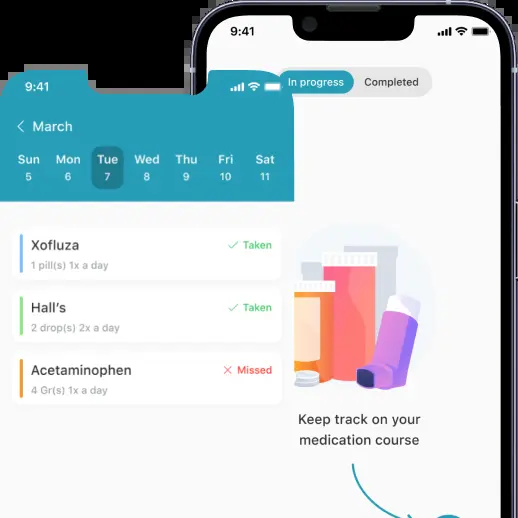 9:41
In progress
Completed
9:41
March
Sun Mon Tue Wed Thu Fri Sat
5 6 7 8 9 10 11
Xofluza
Taken
1 pill(s) 1x a day
Hall's
Taken
2 drop(s) 2x a day
Acetaminophen
Missed
4 Gr(s) 1x a day
Keep track on your
medication course